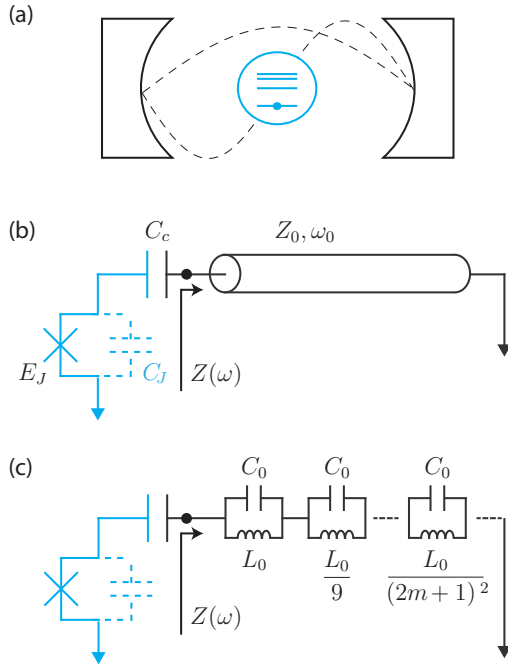 (a)
(b)
C_c
Z_0, ω_0
E_J
C_J
Z(ω)
(c)
C_0 C_0 C_0
L_0 L_0/9 L_0/(2m + 1)^2
Z(ω)